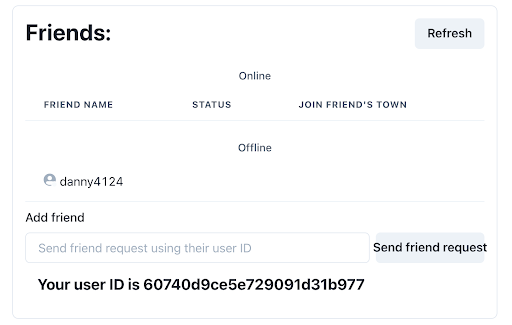 Friends:
Refresh
Online
FRIEND NAME STATUS JOIN FRIEND'S TOWN
Offline
danny4124
Add friend
Send friend request using their user ID
Send friend request
Your user ID is 60740d9ce5e729091d31b977